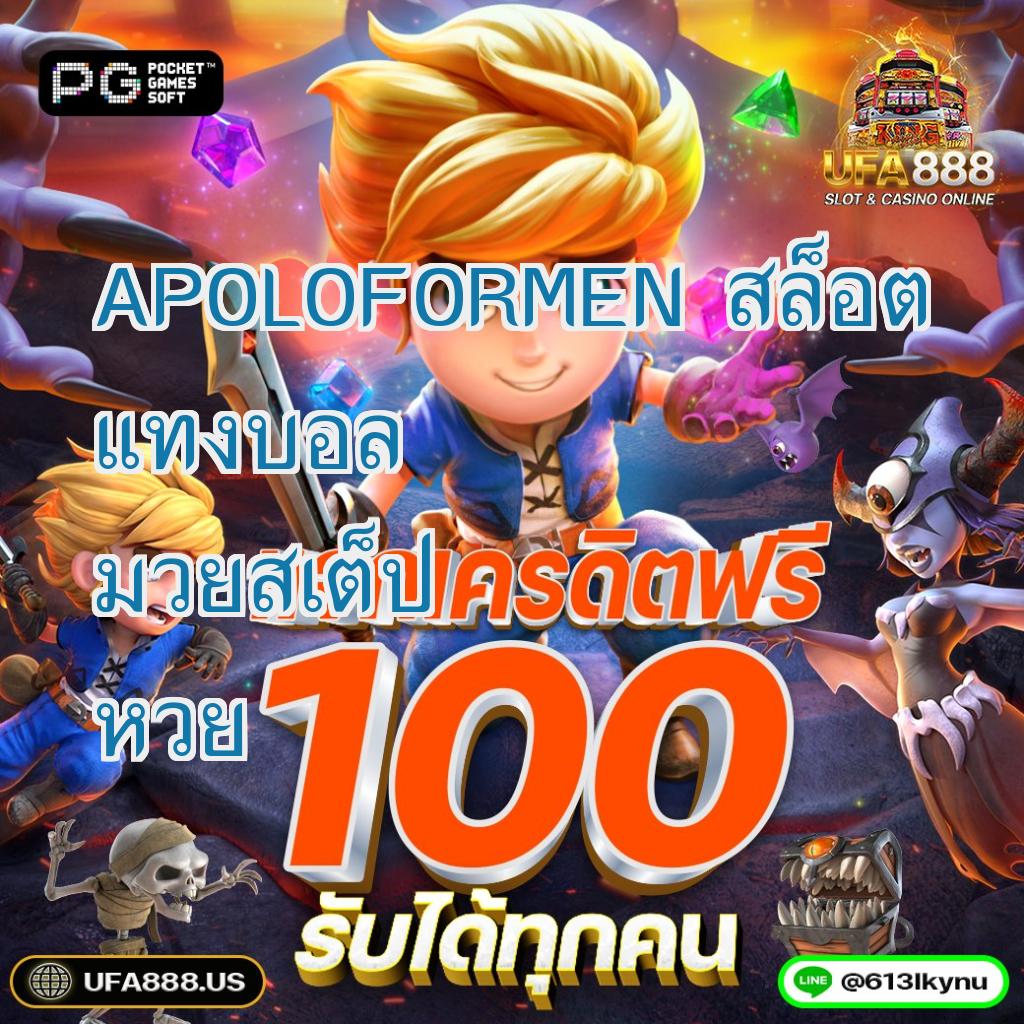 PG POCKET GAMES SOFT™
UFA888
SLOT & CASINO ONLINE
APOLOFORMEN สล็อต
แทงบอล
มวยสเต็ป
เครดิตฟรี
หวย
100
รับได้ทุกคน
UFA888.US
LINE @613lkynu